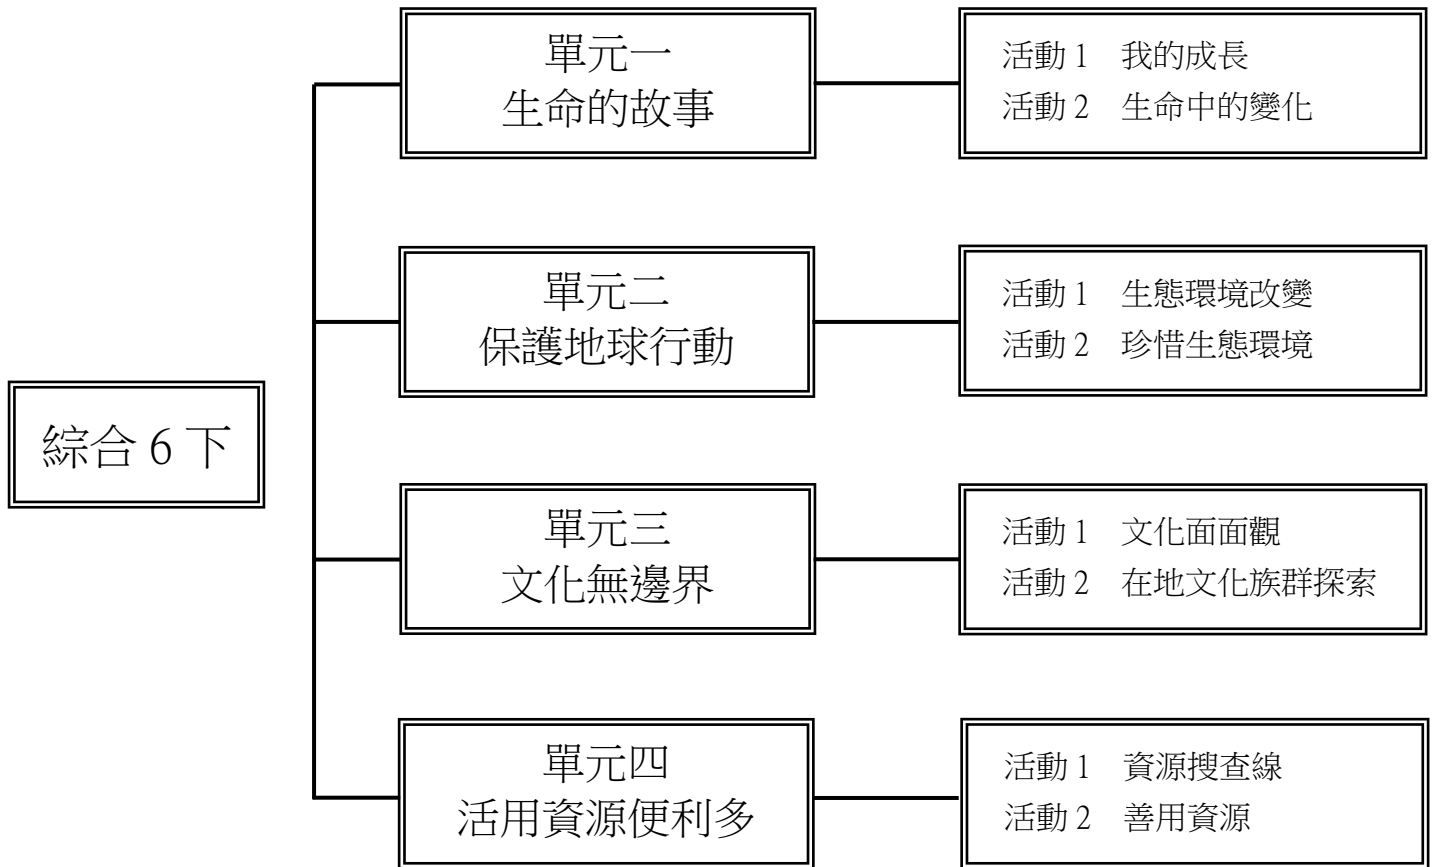 綜合 6 下
單元一
生命的故事
活動 1 我的成長
活動 2 生命中的變化
單元二
保護地球行動
活動 1 生態環境改變
活動 2 珍惜生態環境
單元三
文化無邊界
活動 1 文化面面觀
活動 2 在地文化族群探索
單元四
活用資源便利多
活動 1 資源搜查線
活動 2 善用資源